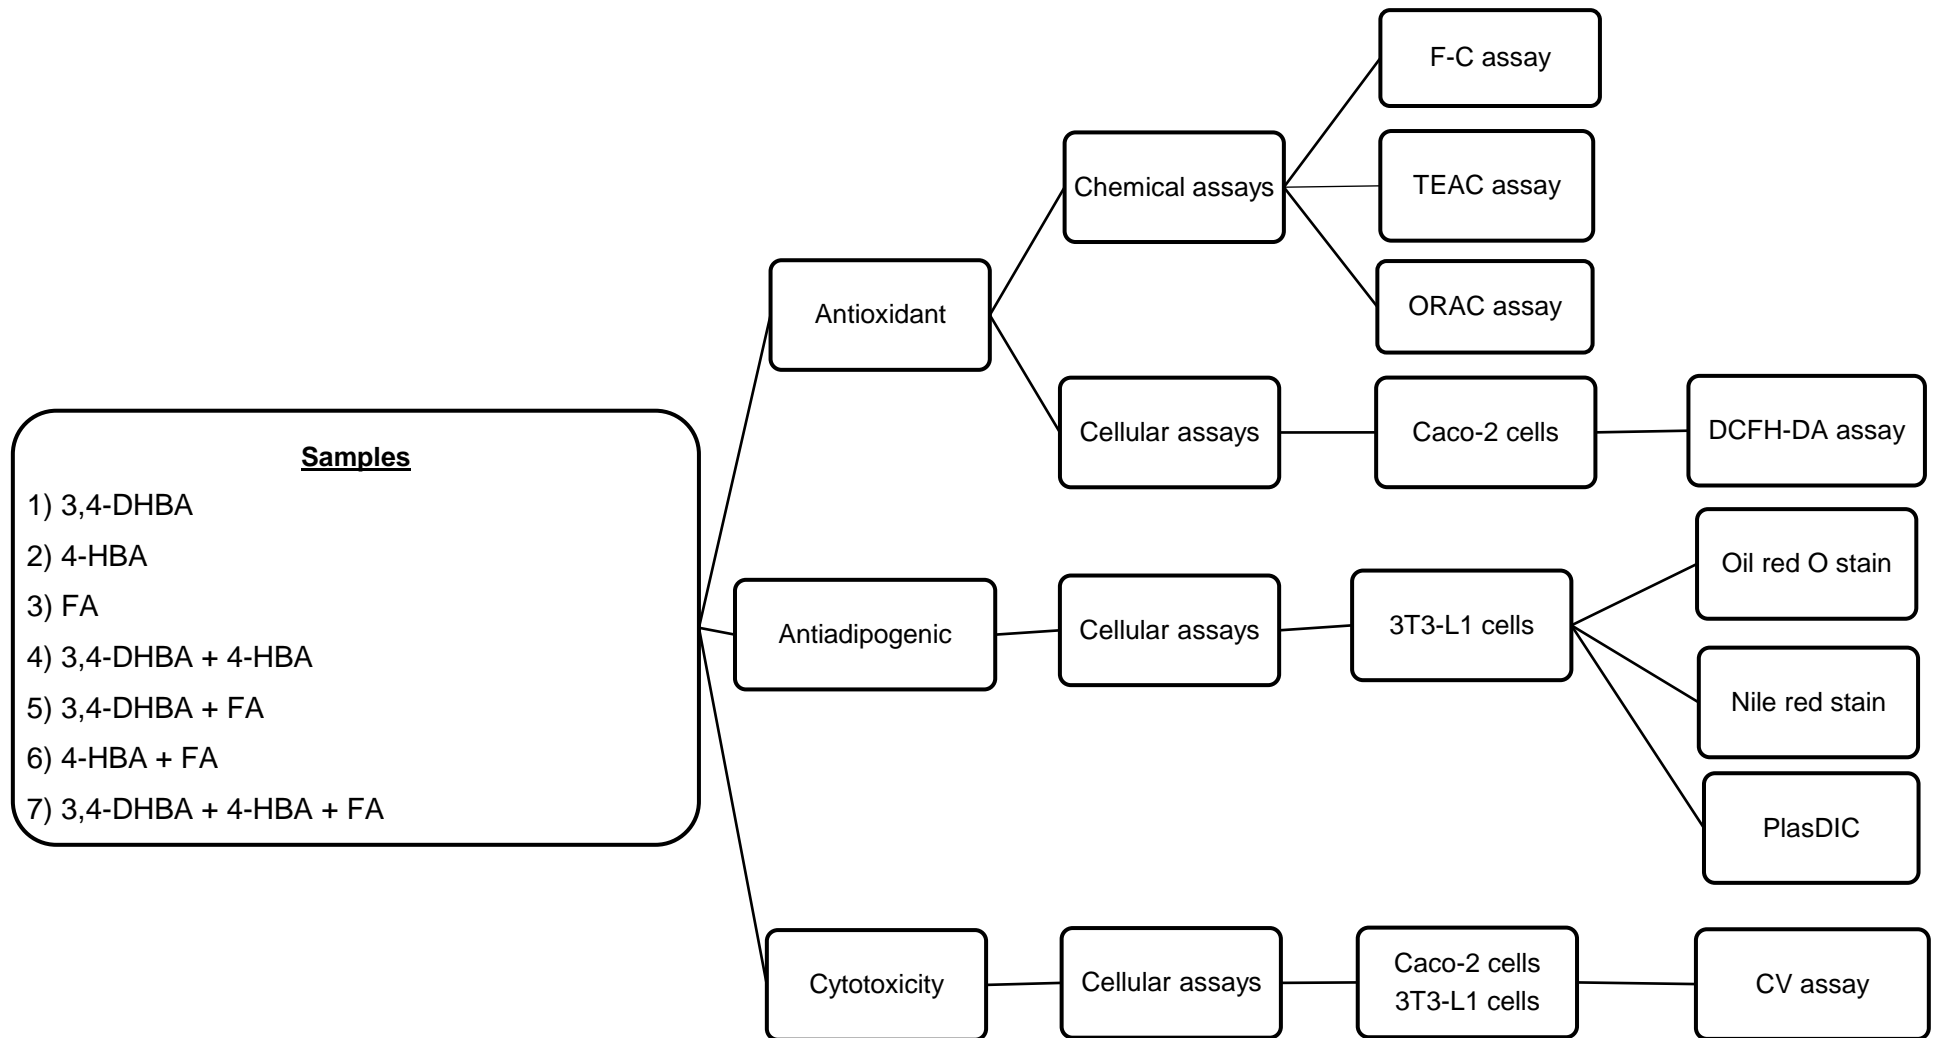 Samples
1) 3,4-DHBA
2) 4-HBA
3) FA
4) 3,4-DHBA + 4-HBA
5) 3,4-DHBA + FA
6) 4-HBA + FA
7) 3,4-DHBA + 4-HBA + FA
Antioxidant
Chemical assays
F-C assay
TEAC assay
ORAC assay
Cellular assays
Caco-2 cells
DCFH-DA assay
Antiadipogenic
Cellular assays
3T3-L1 cells
Oil red O stain
Nile red stain
PlasDIC
Cytotoxicity
Cellular assays
Caco-2 cells
3T3-L1 cells
CV assay